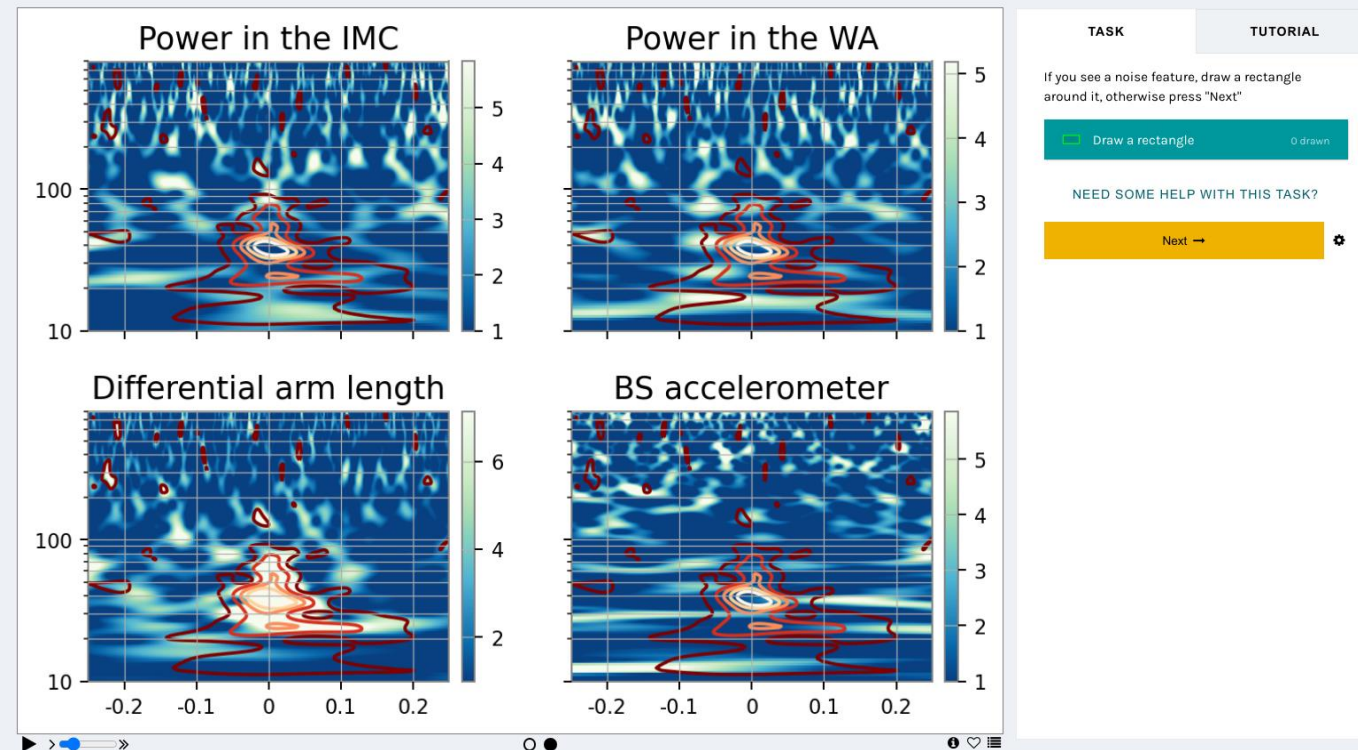 Power in the IMC
5
4
3
2
1
100
10
Power in the WA
5
4
3
2
1
Differential arm length
6
4
2
100
10
-0.2 -0.1 0 0.1 0.2
BS accelerometer
5
4
3
2
1
-0.2 -0.1 0 0.1 0.2
TASK
TUTORIAL
If you see a noise feature, draw a rectangle
around it, otherwise press "Next"
Draw a rectangle
0 drawn
NEED SOME HELP WITH THIS TASK?
Next →